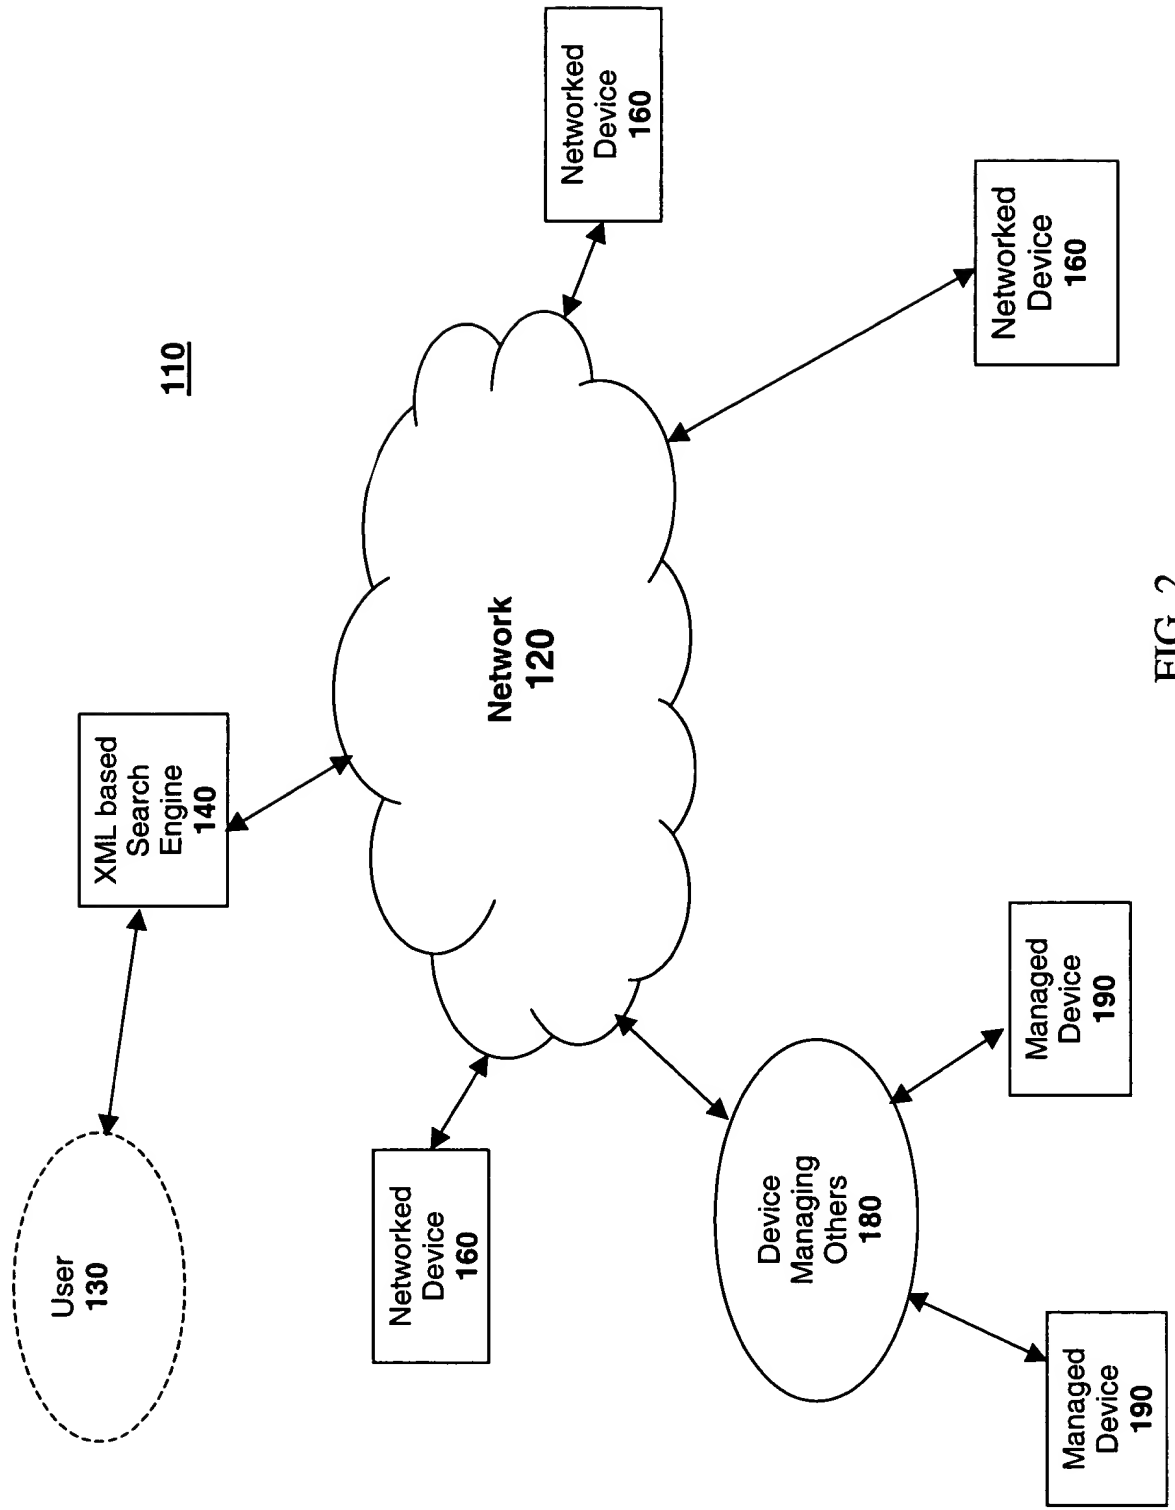 110
User
130
XML based
Search
Engine
140
Networked
Device
160
Network
120
Networked
Device
160
Device
Managing
Others
180
Networked
Device
160
Managed
Device
190
Managed
Device
190
FIG. 2